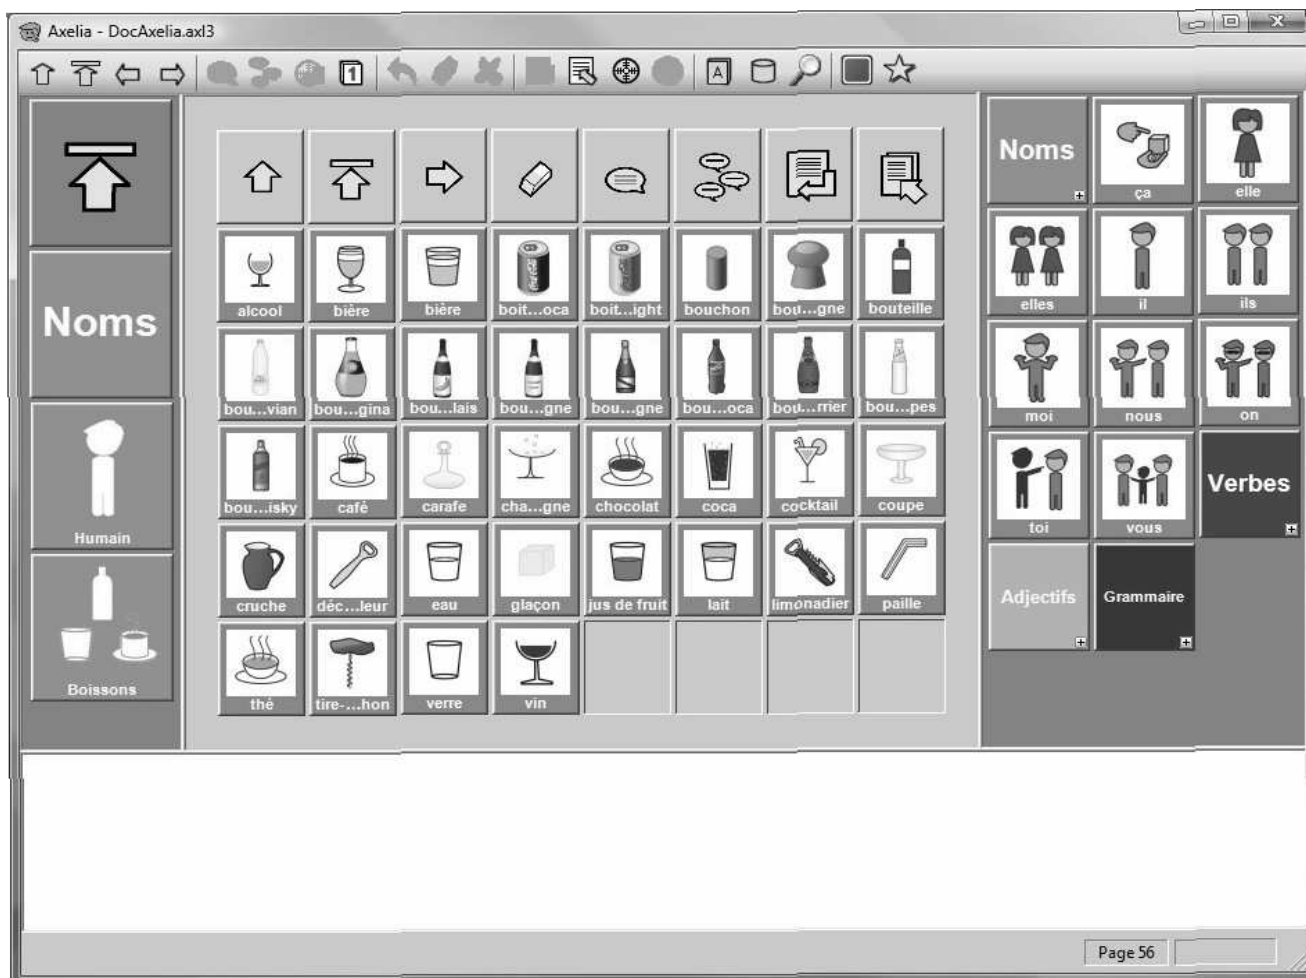 Axelia - DocAxelia.axl3
1
A
Noms
Humain
Boissons
alcool bière bière boit...oca boit...ight bouchon bou...gne bouteille
bou...vian bou...gina bou...lais bou...gne bou...gne bou...oca bou...rrier bou...pes
bou...isky café carafe cha...gne chocolat coca cocktail coupe
cruche déc...leur eau glaçon jus de fruit lait limonadier paille
thé tire-...hon verre vin
Noms ça elle
elles il ils
moi nous on
toi vous Verbes
Adjectifs Grammaire
Page 56